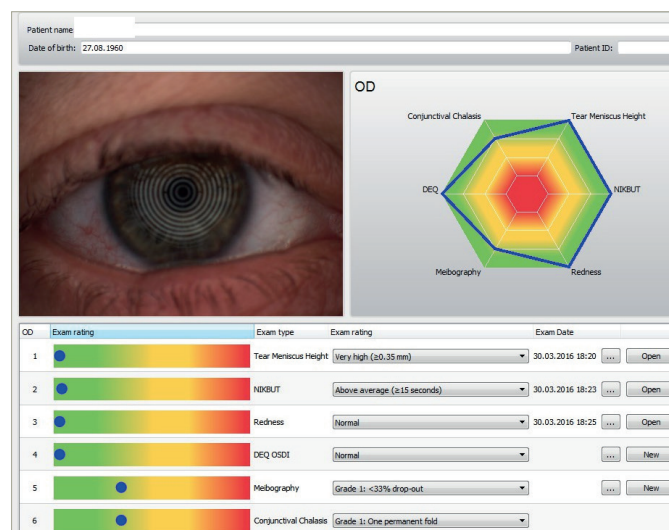 Patient name
Date of birth: 27.08.1960 Patient ID:
OD
Conjunctival Chalasis Tear Meniscus Height
DEQ NIKBUT
Meibography Redness
OD Exam rating Exam type Exam rating Exam Date
1 Tear Meniscus Height Very high (≥0.35 mm) 30.03.2016 18:20 ... Open
2 NIKBUT Above average (≥15 seconds) 30.03.2016 18:23 ... Open
3 Redness Normal 30.03.2016 18:25 ... Open
4 DEQ OSDI Normal ... New
5 Meibography Grade 1: <33% drop-out ... New
6 Conjunctival Chalasis Grade 1: One permanent fold